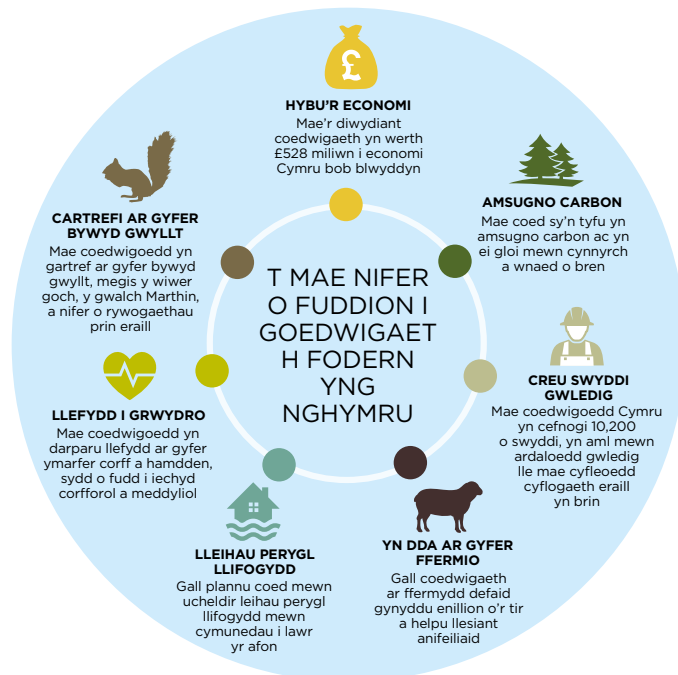 £
HYBU'R ECONOMI
Mae'r diwydiant
coedwigaeth yn werth
£528 miliwn i economi
Cymru bob blwyddyn
AMSUGNO CARBON
Mae coed sy'n tyfu yn
amsugno carbon ac yn
ei gloi mewn cynnyrch
a wnaed o bren
CREU SWYDDI
GWLEDIG
Mae coedwigoedd Cymru
yn cefnogi 10,200
o swyddi, yn aml mewn
ardaloedd gwledig
lle mae cyfleoedd
cyflogaeth eraill
yn brin
YN DDA AR GYFER
FFERMIO
Gall coedwigaeth
ar ffermydd defaid
gynyddu enillion o'r tir
a helpu llesiant
anifeiliaid
LLEIHAU PERYGL
LLIFOGYDD
Gall plannu coed mewn
ucheldir leihau perygl
llifogydd mewn
cymunedau i lawr
yr afon
LLEFYDD I GRWYDRO
Mae coedwigoedd yn
darparu llefydd ar gyfer
ymarfer corff a hamdden,
sydd o fudd i iechyd
corfforol a meddyliol
CARTREFI AR GYFER
BYWYD GWYLLT
Mae coedwigoedd yn
gartref ar gyfer bywyd
gwyllt, megis y wiwer
goch, y gwalch Marthin,
a nifer o rywogaethau
prin eraill
T MAE NIFER
O FUDDION I
GOEDWIGAET
H FODERN
YNG
NGHYMRU